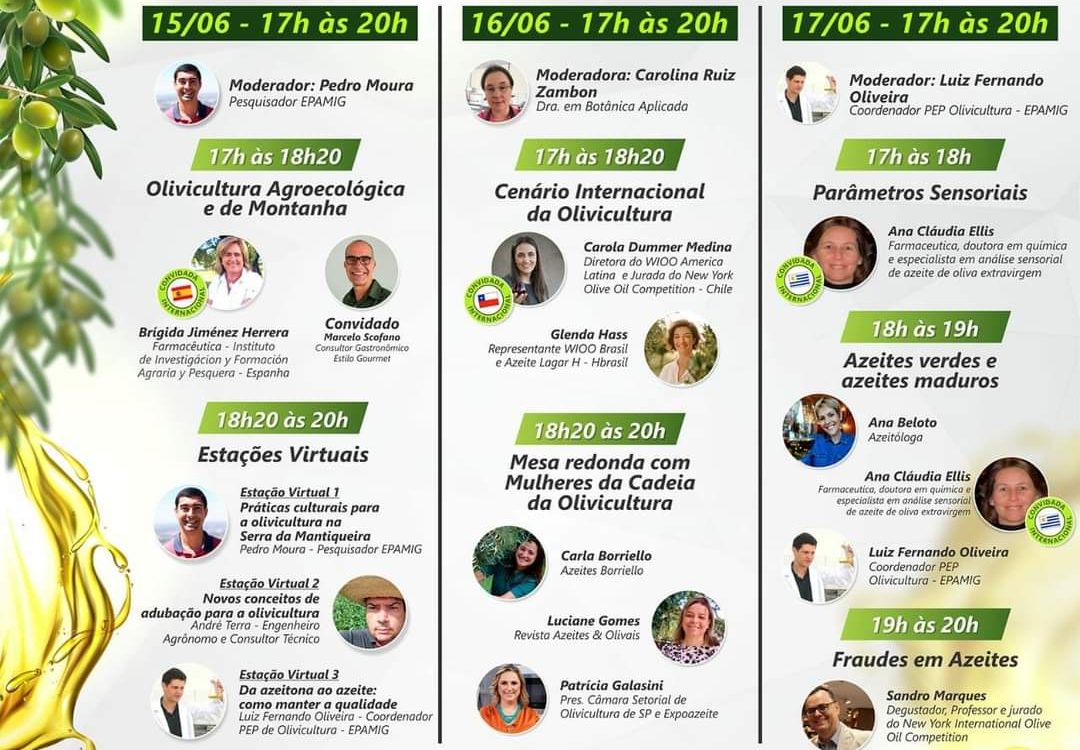 15/06 - 17h às 20h
Moderador: Pedro Moura
Pesquisador EPAMIG
17h às 18h20
Olivicultura Agroecológica
e de Montanha
CONVIDADA
INTERNACIONAL
Brígida Jiménez Herrera
Farmacêutica - Instituto
de Investigácion y Formación
Agraria y Pesquera - Espanha
Convidado
Marcelo Scofano
Consultor Gastronômico
Estilo Gourmet
18h20 às 20h
Estações Virtuais
Estação Virtual 1
Práticas culturais para
a olivicultura na
Serra da Mantiqueira
Pedro Moura - Pesquisador EPAMIG
Estação Virtual 2
Novos conceitos de
adubação para a olivicultura
André Terra - Engenheiro
Agrônomo e Consultor Técnico
Estação Virtual 3
Da azeitona ao azeite:
como manter a qualidade
Luiz Fernando Oliveira - Coordenador
PEP de Olivicultura - EPAMIG
16/06 - 17h às 20h
Moderadora: Carolina Ruiz
Zambon
Dra. em Botânica Aplicada
17h às 18h20
Cenário Internacional
da Olivicultura
Carola Dummer Medina
Diretora do WIOO America
Latina e Jurada do New York
Olive Oil Competition - Chile
CONVIDADA
INTERNACIONAL
Glenda Hass
Representante WIOO Brasil
e Azeite Lagar H - Hbrasil
18h20 às 20h
Mesa redonda com
Mulheres da Cadeia
da Olivicultura
Carla Borriello
Azeites Borriello
Luciane Gomes
Revista Azeites & Olivais
Patrícia Galasini
Pres. Câmara Setorial de
Olivicultura de SP e Expoazeite
17/06 - 17h às 20h
Moderador: Luiz Fernando
Oliveira
Coordenador PEP Olivicultura - EPAMIG
17h às 18h
Parâmetros Sensoriais
Ana Cláudia Ellis
Farmaceutica, doutora em química
e especialista em análise sensorial
de azeite de oliva extravirgem
CONVIDADA
INTERNACIONAL
18h às 19h
Azeites verdes e
azeites maduros
Ana Beloto
Azeitóloga
Ana Cláudia Ellis
Farmaceutica, doutora em química e
especialista em análise sensorial
de azeite de oliva extravirgem
CONVIDADA
INTERNACIONAL
Luiz Fernando Oliveira
Coordenador PEP
Olivicultura - EPAMIG
19h às 20h
Fraudes em Azeites
Sandro Marques
Degustador, Professor e jurado
do New York International Olive
Oil Competition